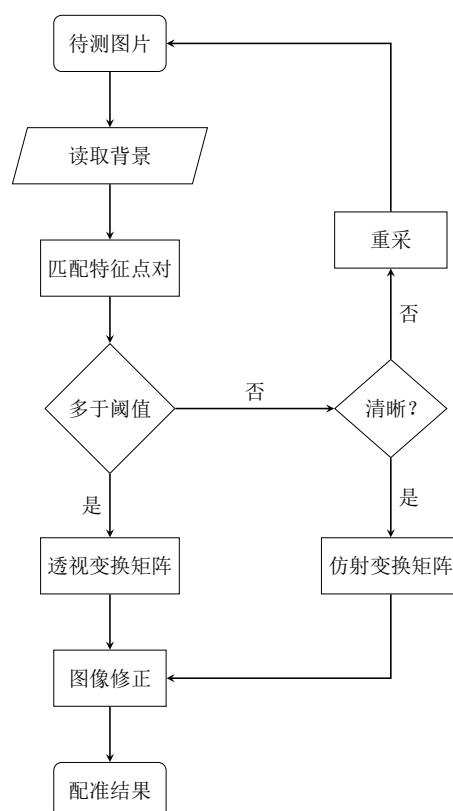 待测图片
读取背景
重采
匹配特征点对
否
否
多于阈值
清晰?
是
是
透视变换矩阵
仿射变换矩阵
图像修正
配准结果